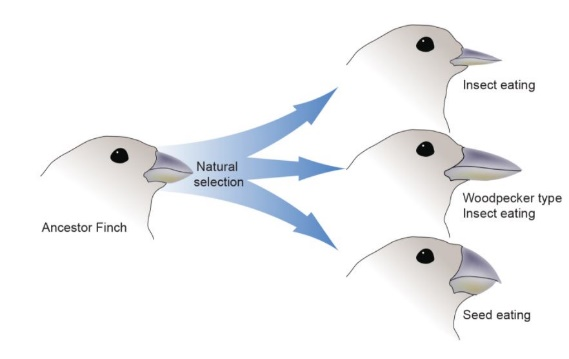 Insect eating
Natural
selection
Woodpecker type
Insect eating
Ancestor Finch
Seed eating